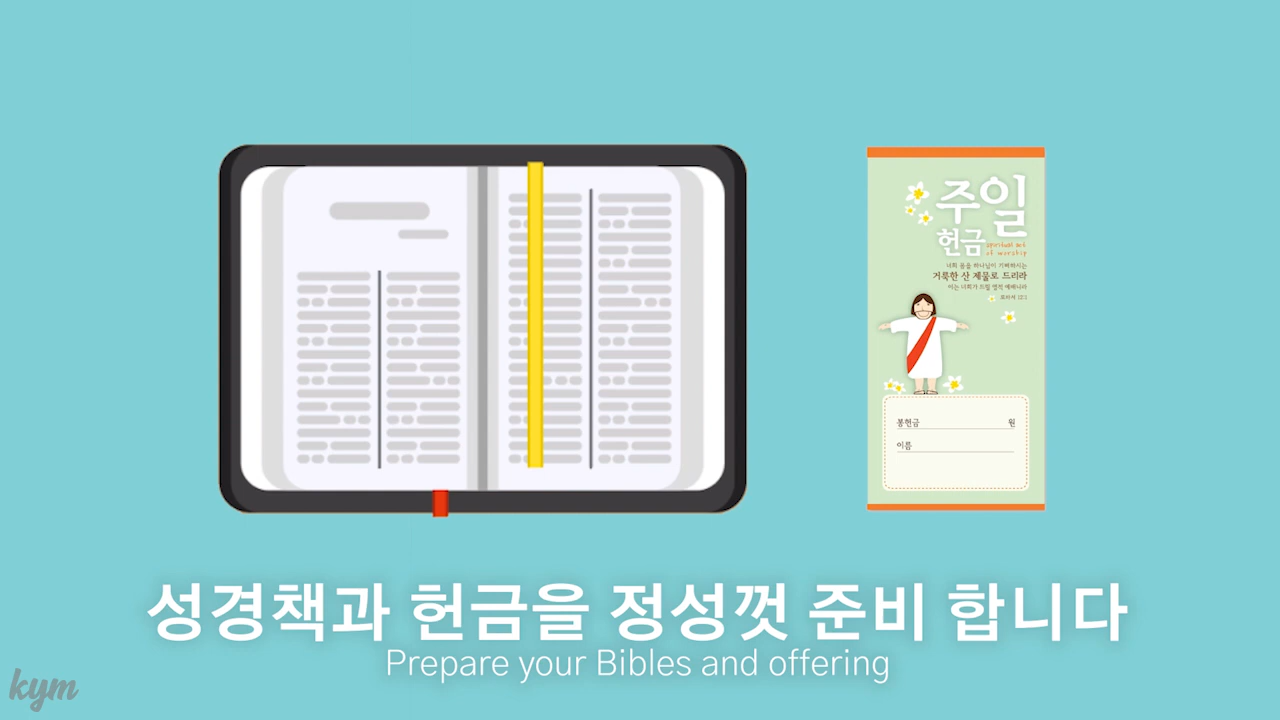 주일
헌금 spiritual act
of worship
너희 몸을 하나님이 기뻐하시는
거룩한 산 제물로 드리라
이는 너희가 드릴 영적 예배니라
로마서 12:1
봉헌금 원
이름
성경책과 헌금을 정성껏 준비 합니다
Prepare your Bibles and offering
kym